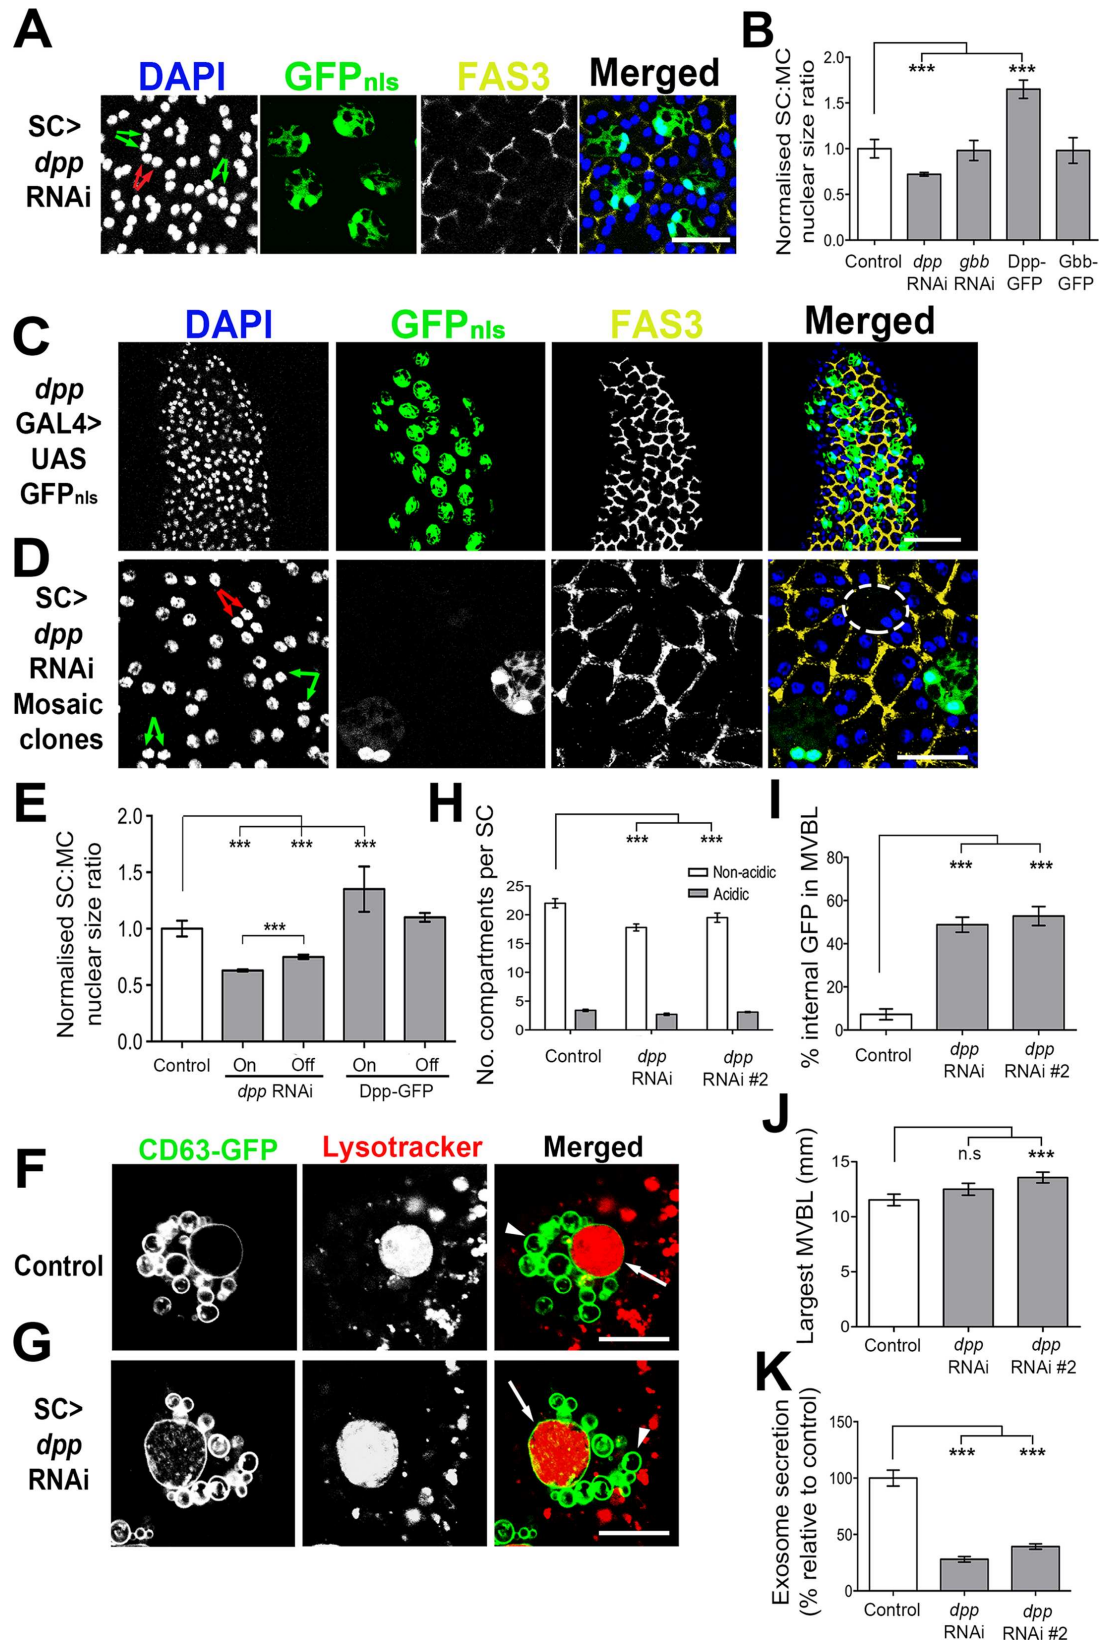 A
DAPI GFPnls FAS3 Merged
SC>
dpp
RNAi
B
Normalised SC:MC
nuclear size ratio
2.0
1.5
1.0
0.5
0.0
*** ***
Control dpp RNAi gbb RNAi Dpp-GFP Gbb-GFP
C
DAPI GFPnls FAS3 Merged
dpp
GAL4>
UAS
GFPnls
D
SC>
dpp
RNAi
Mosaic
clones
E
Normalised SC:MC
nuclear size ratio
2.0
1.5
1.0
0.5
0.0
*** *** ***
***
Control On Off On Off
dpp RNAi Dpp-GFP
H
No. compartments per SC
25
20
15
10
5
0
*** ***
Non-acidic
Acidic
Control dpp RNAi dpp RNAi #2
I
% internal GFP in MVBL
80
60
40
20
0
*** ***
Control dpp RNAi dpp RNAi #2
F
CD63-GFP Lysotracker Merged
Control
G
SC>
dpp
RNAi
J
Largest MVBL (mm)
15
10
5
0
n.s ***
Control dpp RNAi dpp RNAi #2
K
Exosome secretion
(% relative to control)
150
100
50
0
*** ***
Control dpp RNAi dpp RNAi #2